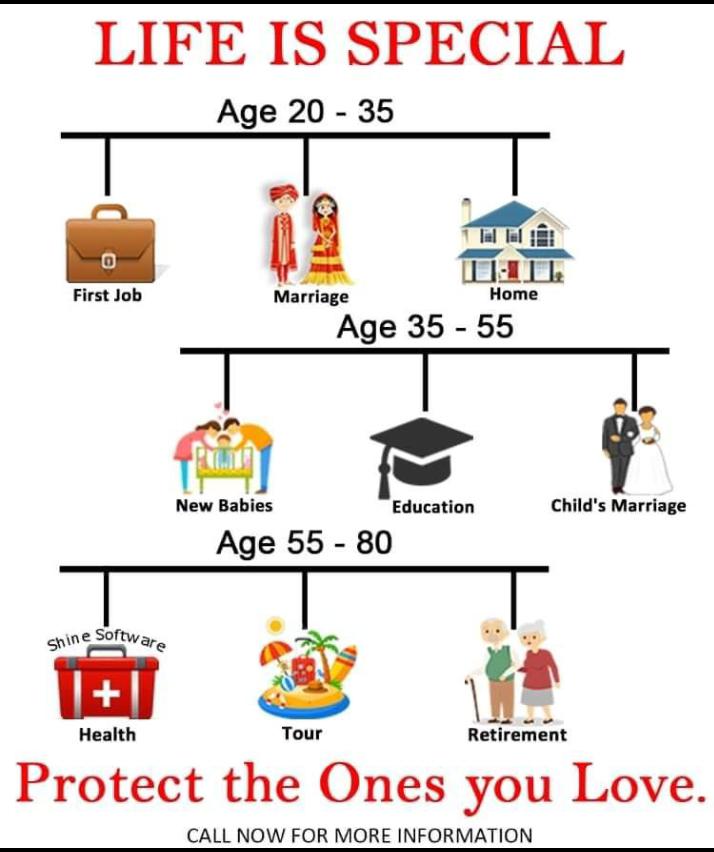 LIFE IS SPECIAL
Age 20 - 35
First Job
Marriage
Home
Age 35 - 55
New Babies
Education
Child's Marriage
Age 55 - 80
Shine Software
Health
Tour
Retirement
Protect the Ones you Love.
CALL NOW FOR MORE INFORMATION